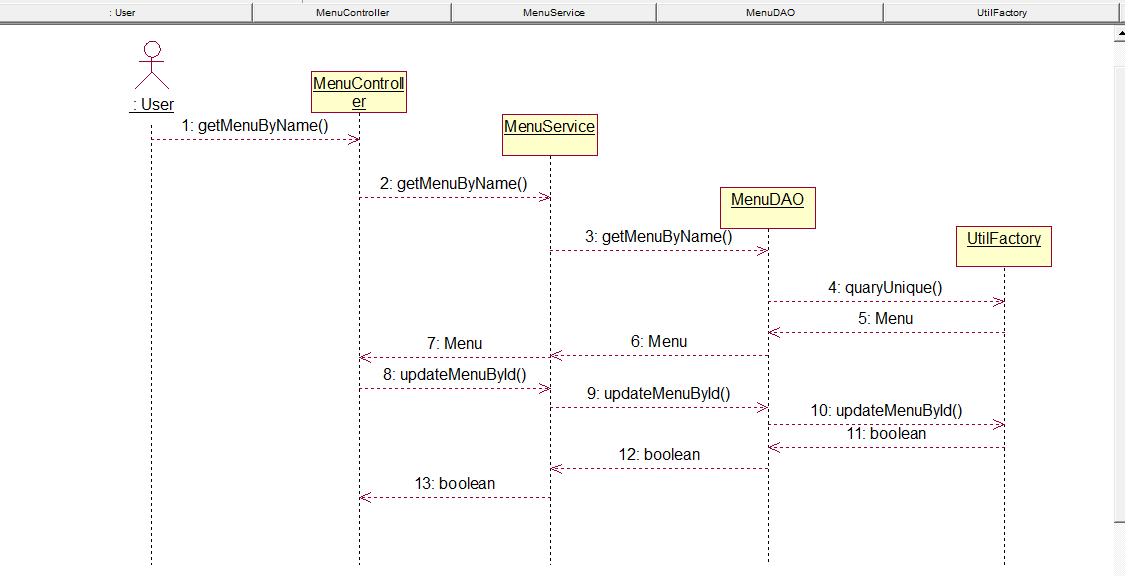 : User
MenuController
MenuService
MenuDAO
UtilFactory
: User
MenuControll
er
1: getMenuByName()
MenuService
2: getMenuByName()
MenuDAO
3: getMenuByName()
UtilFactory
4: quaryUnique()
5: Menu
6: Menu
7: Menu
8: updateMenuById()
9: updateMenuById()
10: updateMenuById()
11: boolean
12: boolean
13: boolean